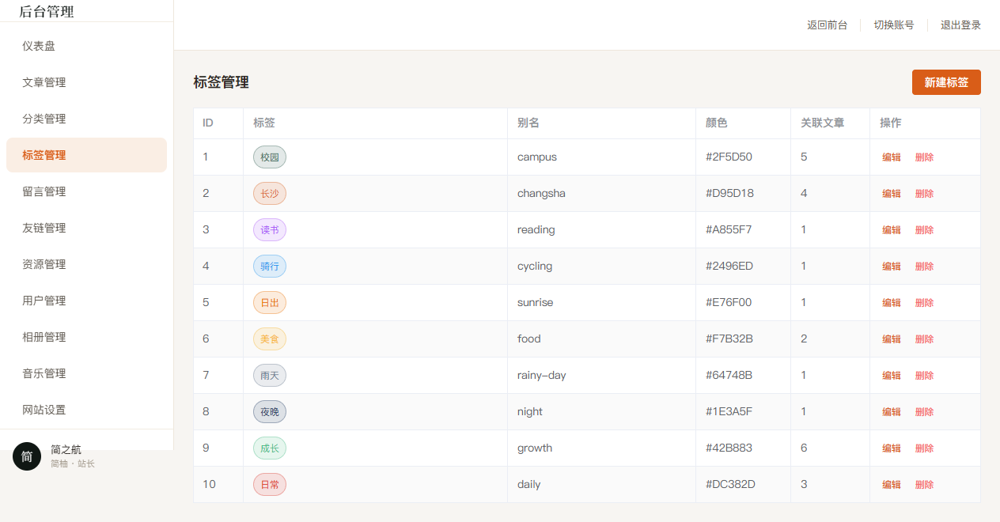 后台管理
返回前台 切换账号 退出登录
仪表盘
文章管理
分类管理
标签管理
留言管理
友链管理
资源管理
用户管理
相册管理
音乐管理
网站设置
简 简之航
简柚 · 站长
标签管理 新建标签
ID 标签 别名 颜色 关联文章 操作
1 校园 campus #2F5D50 5 编辑 删除
2 长沙 changsha #D95D18 4 编辑 删除
3 读书 reading #A855F7 1 编辑 删除
4 骑行 cycling #2496ED 1 编辑 删除
5 日出 sunrise #E76F00 1 编辑 删除
6 美食 food #F7B32B 2 编辑 删除
7 雨天 rainy-day #64748B 1 编辑 删除
8 夜晚 night #1E3A5F 1 编辑 删除
9 成长 growth #42B883 6 编辑 删除
10 日常 daily #DC382D 3 编辑 删除